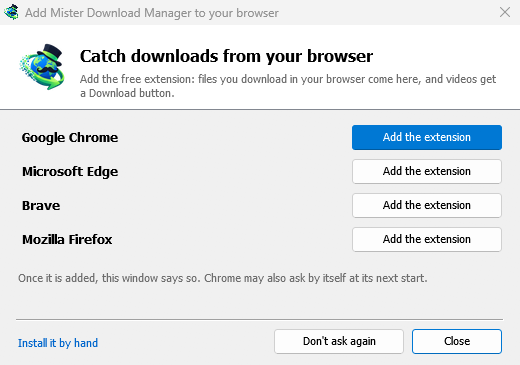 Add Mister Download Manager to your browser
Catch downloads from your browser
Add the free extension: files you download in your browser come here, and videos get
a Download button.
Google Chrome
Add the extension
Microsoft Edge
Add the extension
Brave
Add the extension
Mozilla Firefox
Add the extension
Once it is added, this window says so. Chrome may also ask by itself at its next start.
Install it by hand
Don't ask again
Close